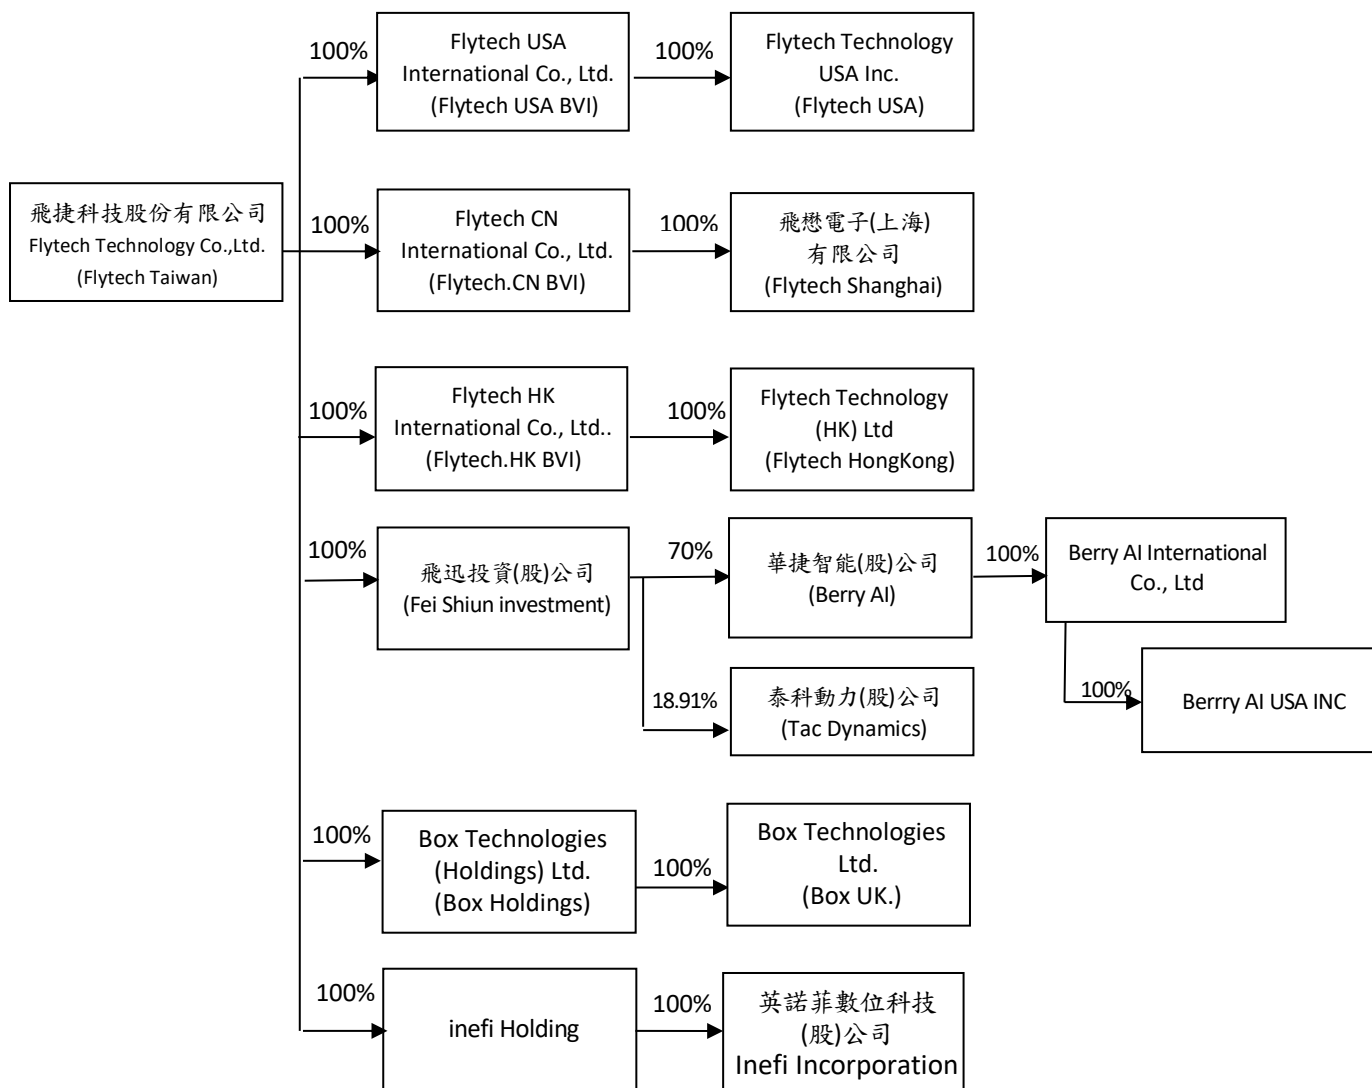 100%
Flytech USA
International Co., Ltd.
(Flytech USA BVI)
100%
Flytech Technology
USA Inc.
(Flytech USA)
飛捷科技股份有限公司
Flytech Technology Co.,Ltd.
(Flytech Taiwan)
100%
Flytech CN
International Co., Ltd.
(Flytech.CN BVI)
100%
飛懋電子(上海)
有限公司
(Flytech Shanghai)
100%
Flytech HK
International Co., Ltd..
(Flytech.HK BVI)
100%
Flytech Technology
(HK) Ltd
(Flytech HongKong)
100%
飛迅投資(股)公司
(Fei Shiun investment)
70%
華捷智能(股)公司
(Berry AI)
100%
Berry AI International
Co., Ltd
18.91%
泰科動力(股)公司
(Tac Dynamics)
100%
Berrry AI USA INC
100%
Box Technologies
(Holdings) Ltd.
(Box Holdings)
100%
Box Technologies
Ltd.
(Box UK.)
100%
inefi Holding
100%
英諾菲數位科技
(股)公司
Inefi Incorporation